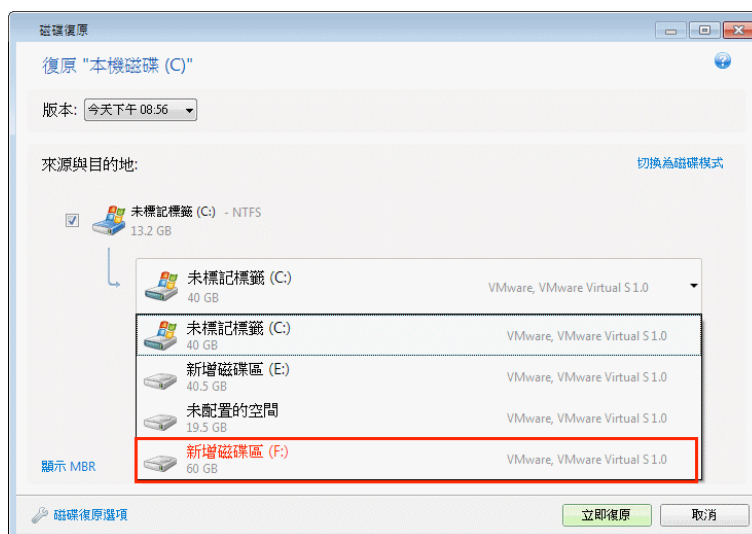 磁碟復原
復原 "本機磁碟 (C)"
版本: 今天下午 08:56
來源與目的地:
切換為磁碟模式
未標記標籤 (C:) - NTFS
13.2 GB
未標記標籤 (C:)
40 GB
VMware, VMware Virtual S 1.0
未標記標籤 (C:)
40 GB
VMware, VMware Virtual S 1.0
新增磁碟區 (E:)
40.5 GB
VMware, VMware Virtual S 1.0
未配置的空間
19.5 GB
VMware, VMware Virtual S 1.0
新增磁碟區 (F:)
60 GB
VMware, VMware Virtual S 1.0
顯示 MBR
磁碟復原選項
立即復原
取消